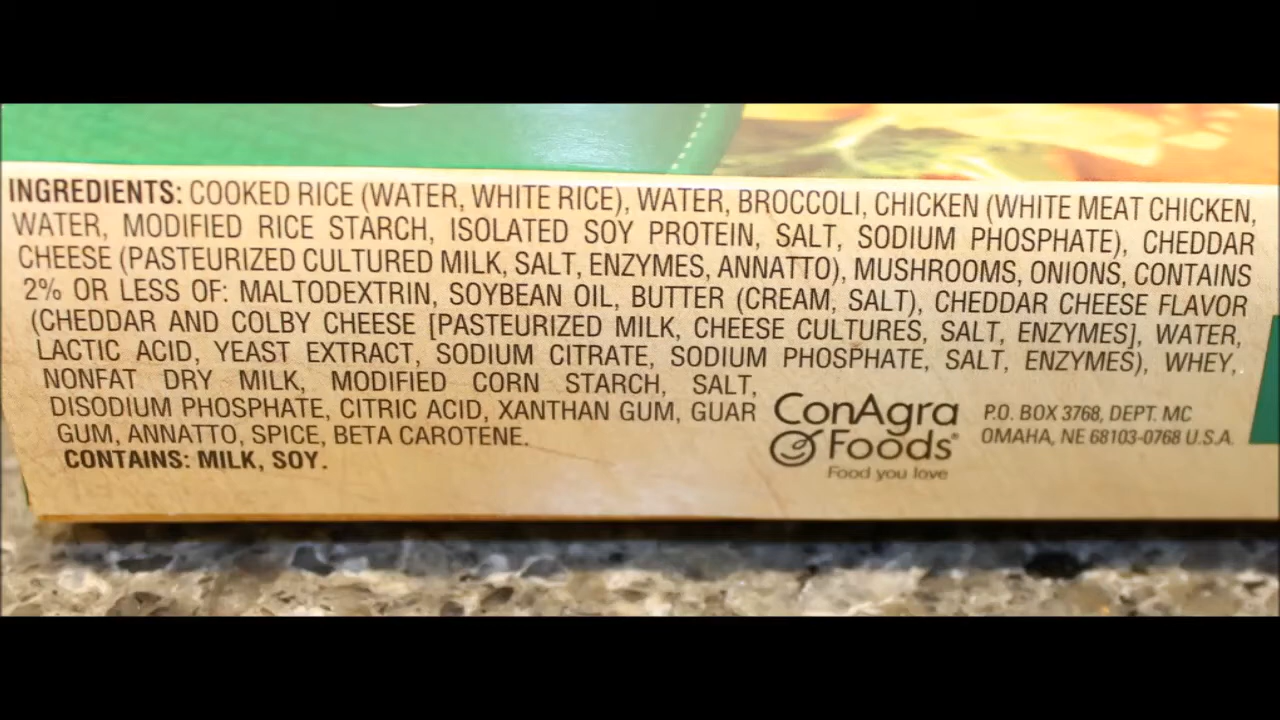 INGREDIENTS: COOKED RICE (WATER, WHITE RICE), WATER, BROCCOLI, CHICKEN (WHITE MEAT CHICKEN,
WATER, MODIFIED RICE STARCH, ISOLATED SOY PROTEIN, SALT, SODIUM PHOSPHATE), CHEDDAR
CHEESE (PASTEURIZED CULTURED MILK, SALT, ENZYMES, ANNATTO), MUSHROOMS, ONIONS, CONTAINS
2% OR LESS OF: MALTODEXTRIN, SOYBEAN OIL, BUTTER (CREAM, SALT), CHEDDAR CHEESE FLAVOR
(CHEDDAR AND COLBY CHEESE [PASTEURIZED MILK, CHEESE CULTURES, SALT, ENZYMES], WATER,
LACTIC ACID, YEAST EXTRACT, SODIUM CITRATE, SODIUM PHOSPHATE, SALT, ENZYMES), WHEY,
NONFAT DRY MILK, MODIFIED CORN STARCH, SALT,
DISODIUM PHOSPHATE, CITRIC ACID, XANTHAN GUM, GUAR
GUM, ANNATTO, SPICE, BETA CAROTENE.
CONTAINS: MILK, SOY.
ConAgra
Foods®
Food you love
P.O. BOX 3768, DEPT. MC
OMAHA, NE 68103-0768 U.S.A.